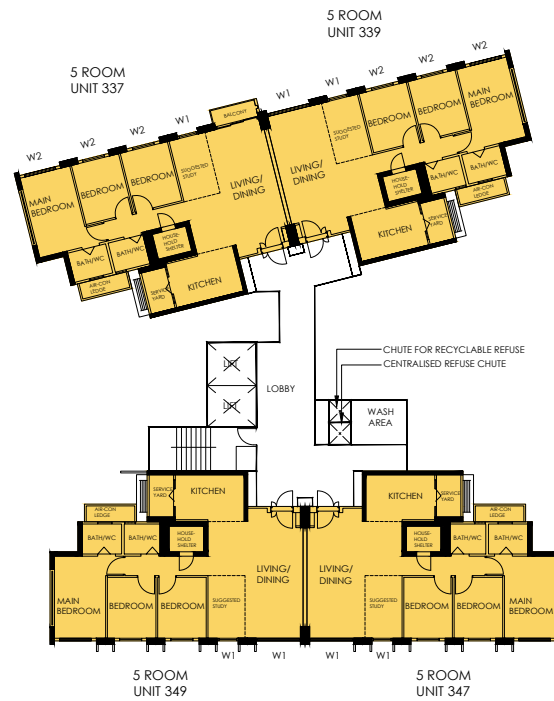 5 ROOM
UNIT 339
5 ROOM
UNIT 337
W2
W2
W2
W1
BALCONY
W1
W1
W2
W2
W2
MAIN
BEDROOM
BEDROOM
BEDROOM
SUGGESTED
STUDY
LIVING/
DINING
BATH/WC
BATH/WC
HOUSE-
HOLD
SHELTER
AIR-CON
LEDGE
SERVICE
YARD
KITCHEN
LIVING/
DINING
SUGGESTED
STUDY
BEDROOM
BEDROOM
MAIN
BEDROOM
HOUSE-
HOLD
SHELTER
BATH/WC
BATH/WC
AIR-CON
LEDGE
KITCHEN
SERVICE
YARD
LIFT
LIFT
LOBBY
CHUTE FOR RECYCLABLE REFUSE
CENTRALISED REFUSE CHUTE
WASH
AREA
SERVICE
YARD
KITCHEN
AIR-CON
LEDGE
BATH/WC
BATH/WC
HOUSE-
HOLD
SHELTER
MAIN
BEDROOM
BEDROOM
BEDROOM
SUGGESTED
STUDY
LIVING/
DINING
KITCHEN
SERVICE
YARD
AIR-CON
LEDGE
HOUSE-
HOLD
SHELTER
BATH/WC
BATH/WC
LIVING/
DINING
SUGGESTED
STUDY
BEDROOM
BEDROOM
MAIN
BEDROOM
W1
W1
W1
W1
5 ROOM
UNIT 349
5 ROOM
UNIT 347